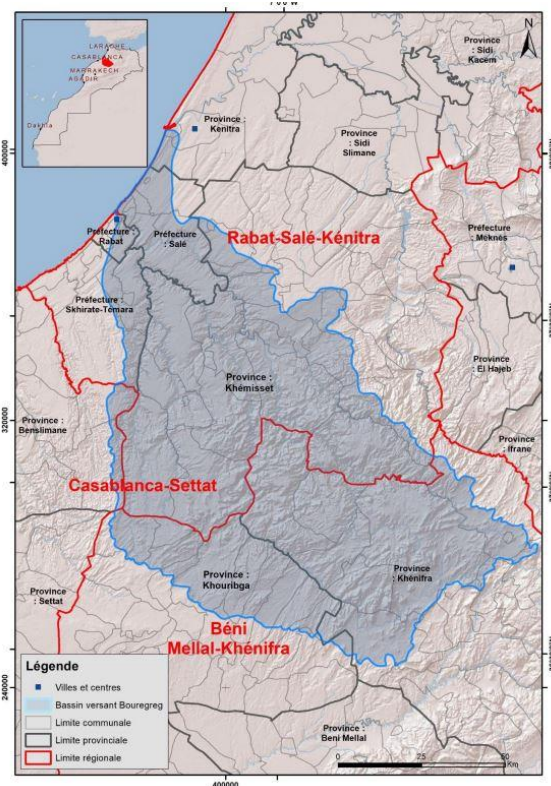 LARACHE
CASABLANCA
MARRAKECH
AGADIR
Dakhla
N
Province
: Sidi
Kacem
Province :
Kénitra
Province
: Sidi
Slimane
400000
Préfecture :
Rabat
Préfecture
: Salé
Rabat-Salé-Kénitra
Préfecture
: Meknès
Préfecture :
Skhirate-Témara
Province
: El Hajeb
Province :
Khémisset
320000
Province :
Benslimane
Province
: Ifrane
Casablanca-Settat
Province
: Settat
Province :
Khouribga
Province
: Khénifra
Béni
Mellal-Khénifra
Légende
Villes et centres
Bassin versant Bouregreg
Limite communale
Limite provinciale
Limite régionale
240000
Province :
Beni Mellal
0 25 50
Km
400000